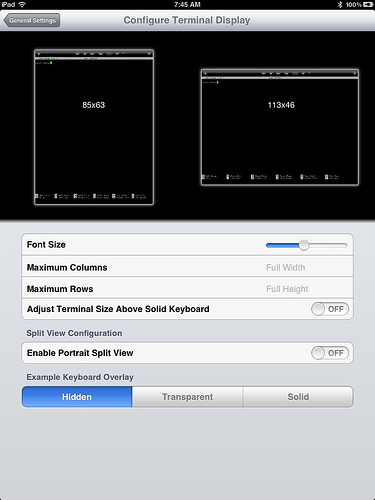 iPad 7:45 AM 100%
General Settings
Configure Terminal Display
85x63
113x46
Font Size
Maximum Columns Full Width
Maximum Rows Full Height
Adjust Terminal Size Above Solid Keyboard OFF
Split View Configuration
Enable Portrait Split View OFF
Example Keyboard Overlay
Hidden Transparent Solid